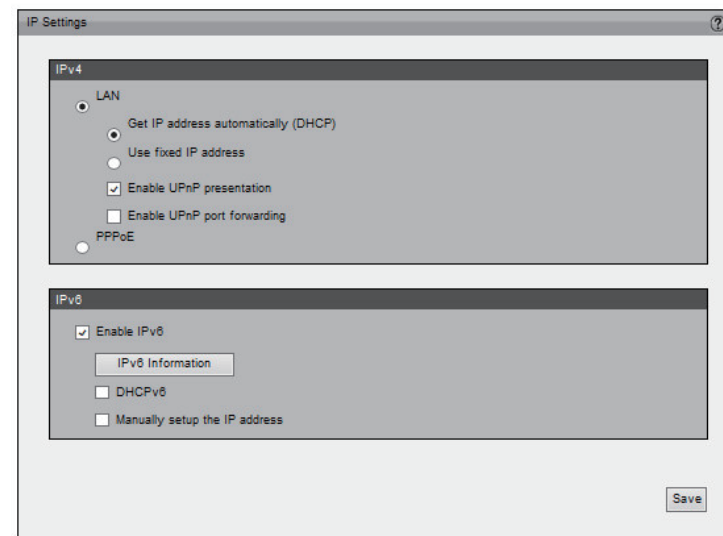 IP Settings
?
IPv4
LAN
Get IP address automatically (DHCP)
Use fixed IP address
Enable UPnP presentation
Enable UPnP port forwarding
PPPoE
IPv6
Enable IPv6
IPv6 Information
DHCPv6
Manually setup the IP address
Save